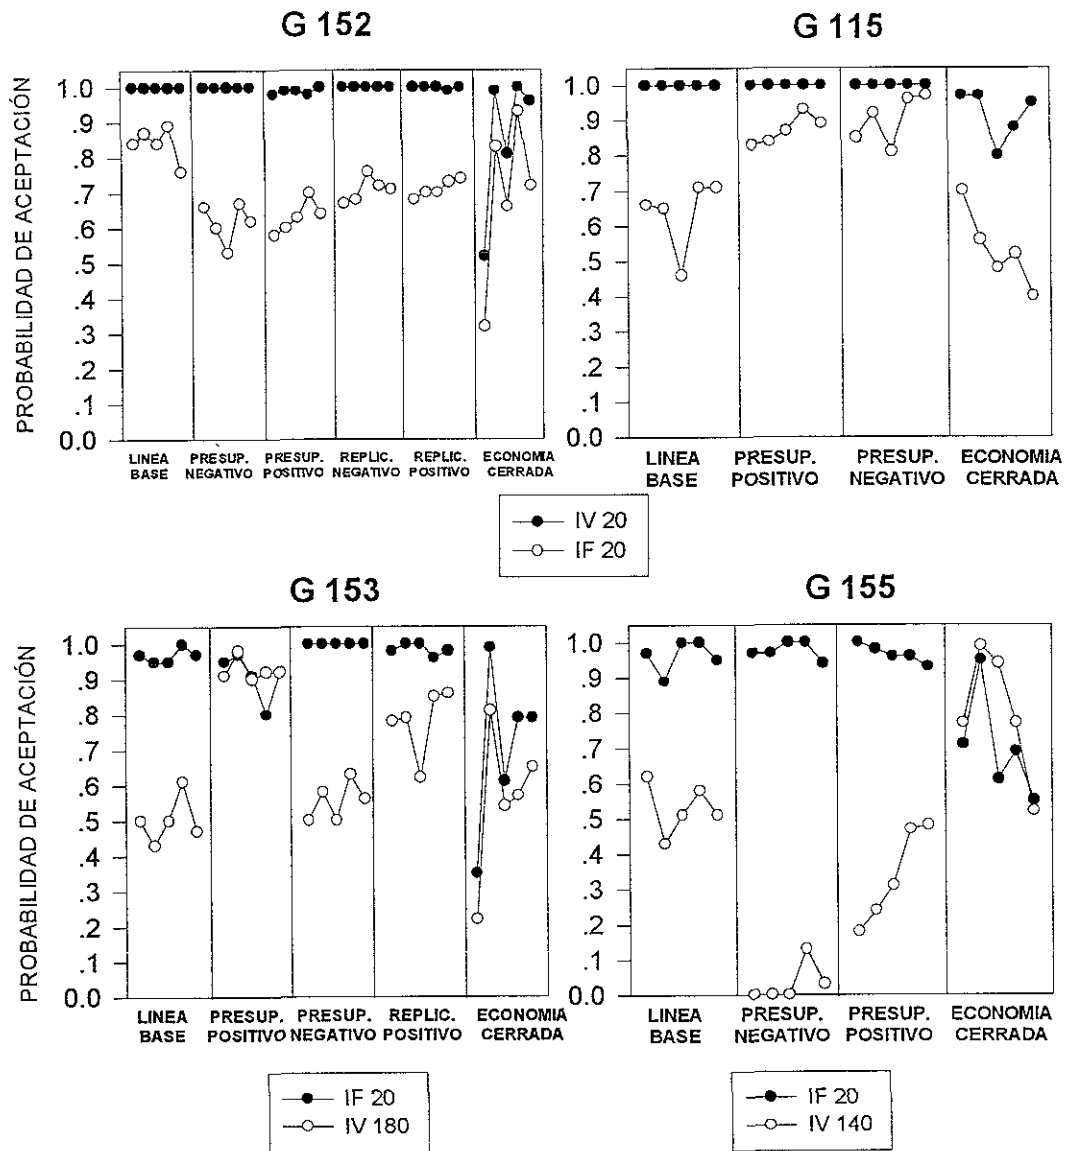 G 152
G 115
PROBABILIDAD DE ACEPTACIÓN
1.0
.9
.8
.7
.6
.5
.4
.3
.2
.1
0.0
LINEA BASE
PRESUP. NEGATIVO
PRESUP. POSITIVO
REPLIC. NEGATIVO
REPLIC. POSITIVO
ECONOMIA CERRADA
1.0
.9
.8
.7
.6
.5
.4
.3
.2
.1
0.0
LINEA BASE
PRESUP. POSITIVO
PRESUP. NEGATIVO
ECONOMIA CERRADA
IV 20
IF 20
G 153
G 155
PROBABILIDAD DE ACEPTACIÓN
1.0
.9
.8
.7
.6
.5
.4
.3
.2
.1
0.0
LINEA BASE
PRESUP. POSITIVO
PRESUP. NEGATIVO
REPLIC. POSITIVO
ECONOMIA CERRADA
1.0
.9
.8
.7
.6
.5
.4
.3
.2
.1
0.0
LINEA BASE
PRESUP. NEGATIVO
PRESUP. POSITIVO
ECONOMIA CERRADA
IF 20
IV 180
IF 20
IV 140